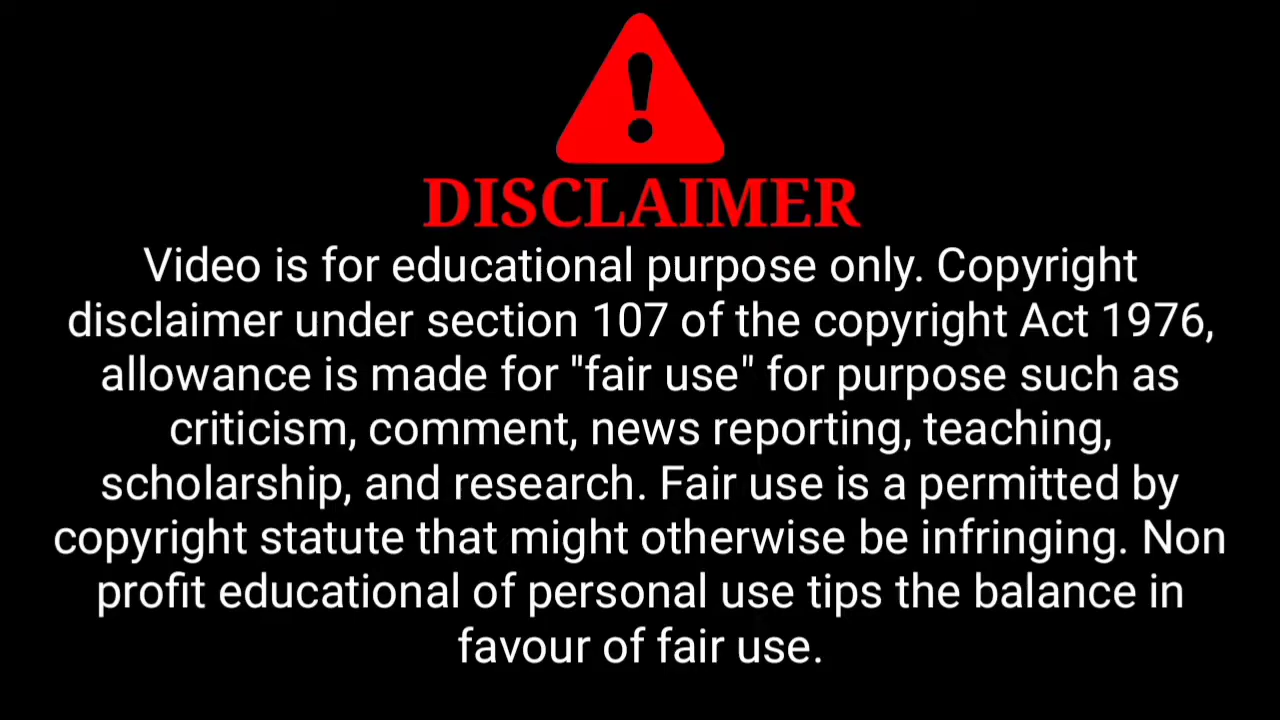 DISCLAIMER
Video is for educational purpose only. Copyright
disclaimer under section 107 of the copyright Act 1976,
allowance is made for "fair use" for purpose such as
criticism, comment, news reporting, teaching,
scholarship, and research. Fair use is a permitted by
copyright statute that might otherwise be infringing. Non
profit educational of personal use tips the balance in
favour of fair use.